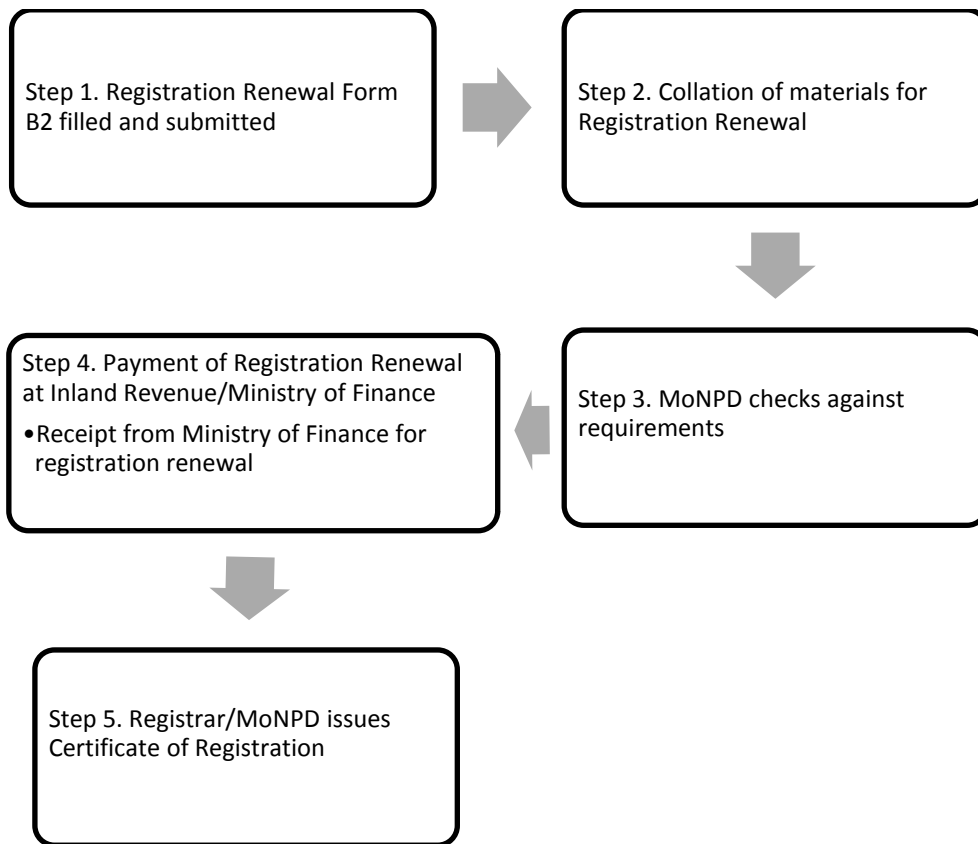 Step 1. Registration Renewal Form
B2 filled and submitted
Step 2. Collation of materials for
Registration Renewal
Step 3. MoNPD checks against
requirements
Step 4. Payment of Registration Renewal
at Inland Revenue/Ministry of Finance
•Receipt from Ministry of Finance for
registration renewal
Step 5. Registrar/MoNPD issues
Certificate of Registration